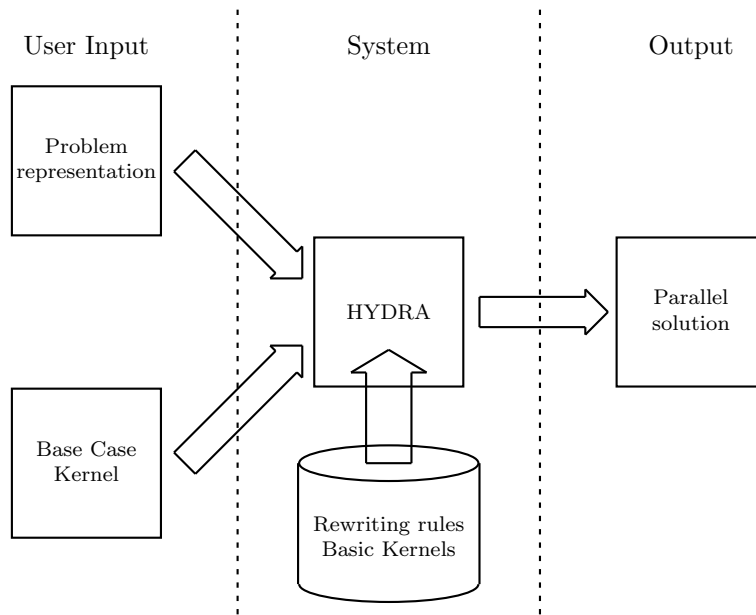 User Input
System
Output
Problem
representation
HYDRA
Parallel
solution
Base Case
Kernel
Rewriting rules
Basic Kernels